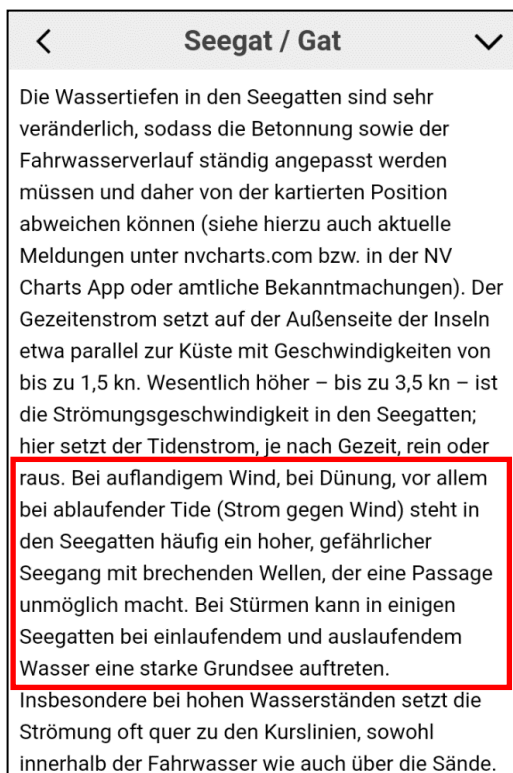 Seegat / Gat
Die Wassertiefen in den Seegatten sind sehr
veränderlich, sodass die Betonnung sowie der
Fahrwasserverlauf ständig angepasst werden
müssen und daher von der kartierten Position
abweichen können (siehe hierzu auch aktuelle
Meldungen unter nvcharts.com bzw. in der NV
Charts App oder amtliche Bekanntmachungen). Der
Gezeitenstrom setzt auf der Außenseite der Inseln
etwa parallel zur Küste mit Geschwindigkeiten von
bis zu 1,5 kn. Wesentlich höher – bis zu 3,5 kn – ist
die Strömungsgeschwindigkeit in den Seegatten;
hier setzt der Tidenstrom, je nach Gezeit, rein oder
raus. Bei auflandigem Wind, bei Dünung, vor allem
bei ablaufender Tide (Strom gegen Wind) steht in
den Seegatten häufig ein hoher, gefährlicher
Seegang mit brechenden Wellen, der eine Passage
unmöglich macht. Bei Stürmen kann in einigen
Seegatten bei einlaufendem und auslaufendem
Wasser eine starke Grundsee auftreten.
Insbesondere bei hohen Wasserständen setzt die
Strömung oft quer zu den Kurslinien, sowohl
innerhalb der Fahrwasser wie auch über die Sände.